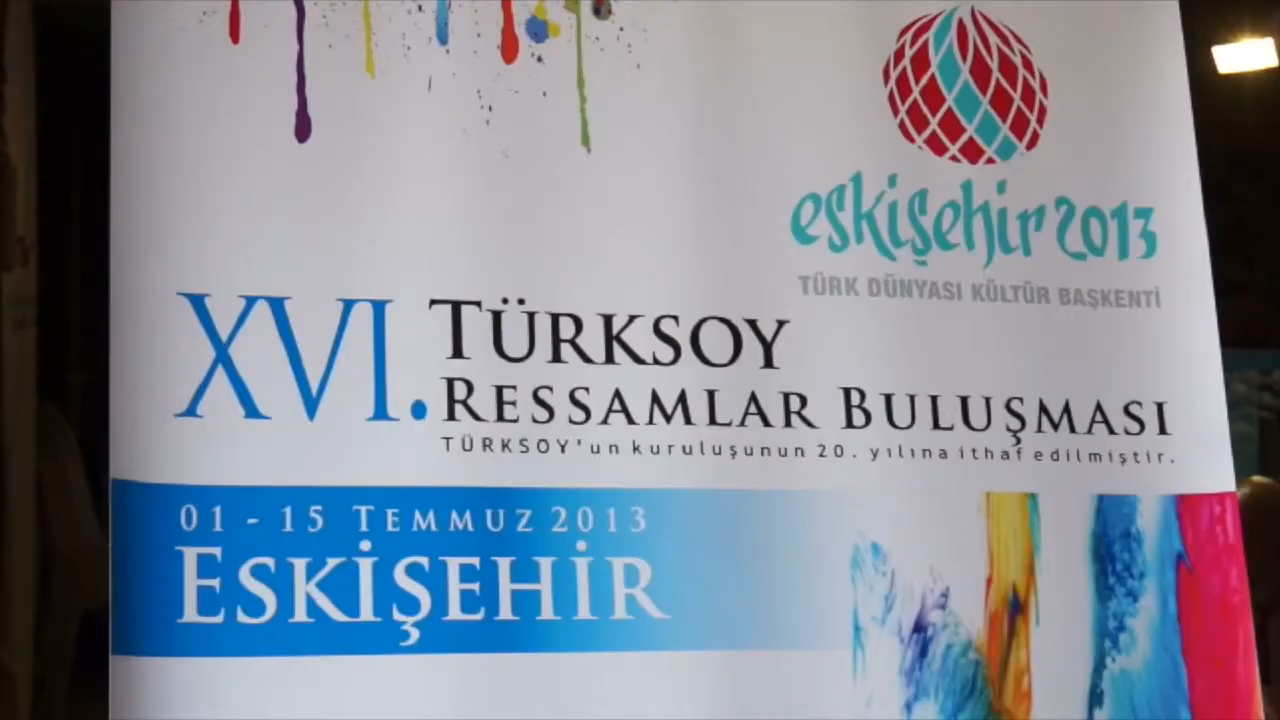 eskişehir 2013
TÜRK DÜNYASI KÜLTÜR BAŞKENTİ
XVI. TÜRKSOY
RESSAMLAR BULUŞMASI
TÜRKSOY'un kuruluşunun 20. yılına ithaf edilmiştir.
01 - 15 TEMMUZ 2013
ESKİŞEHİR